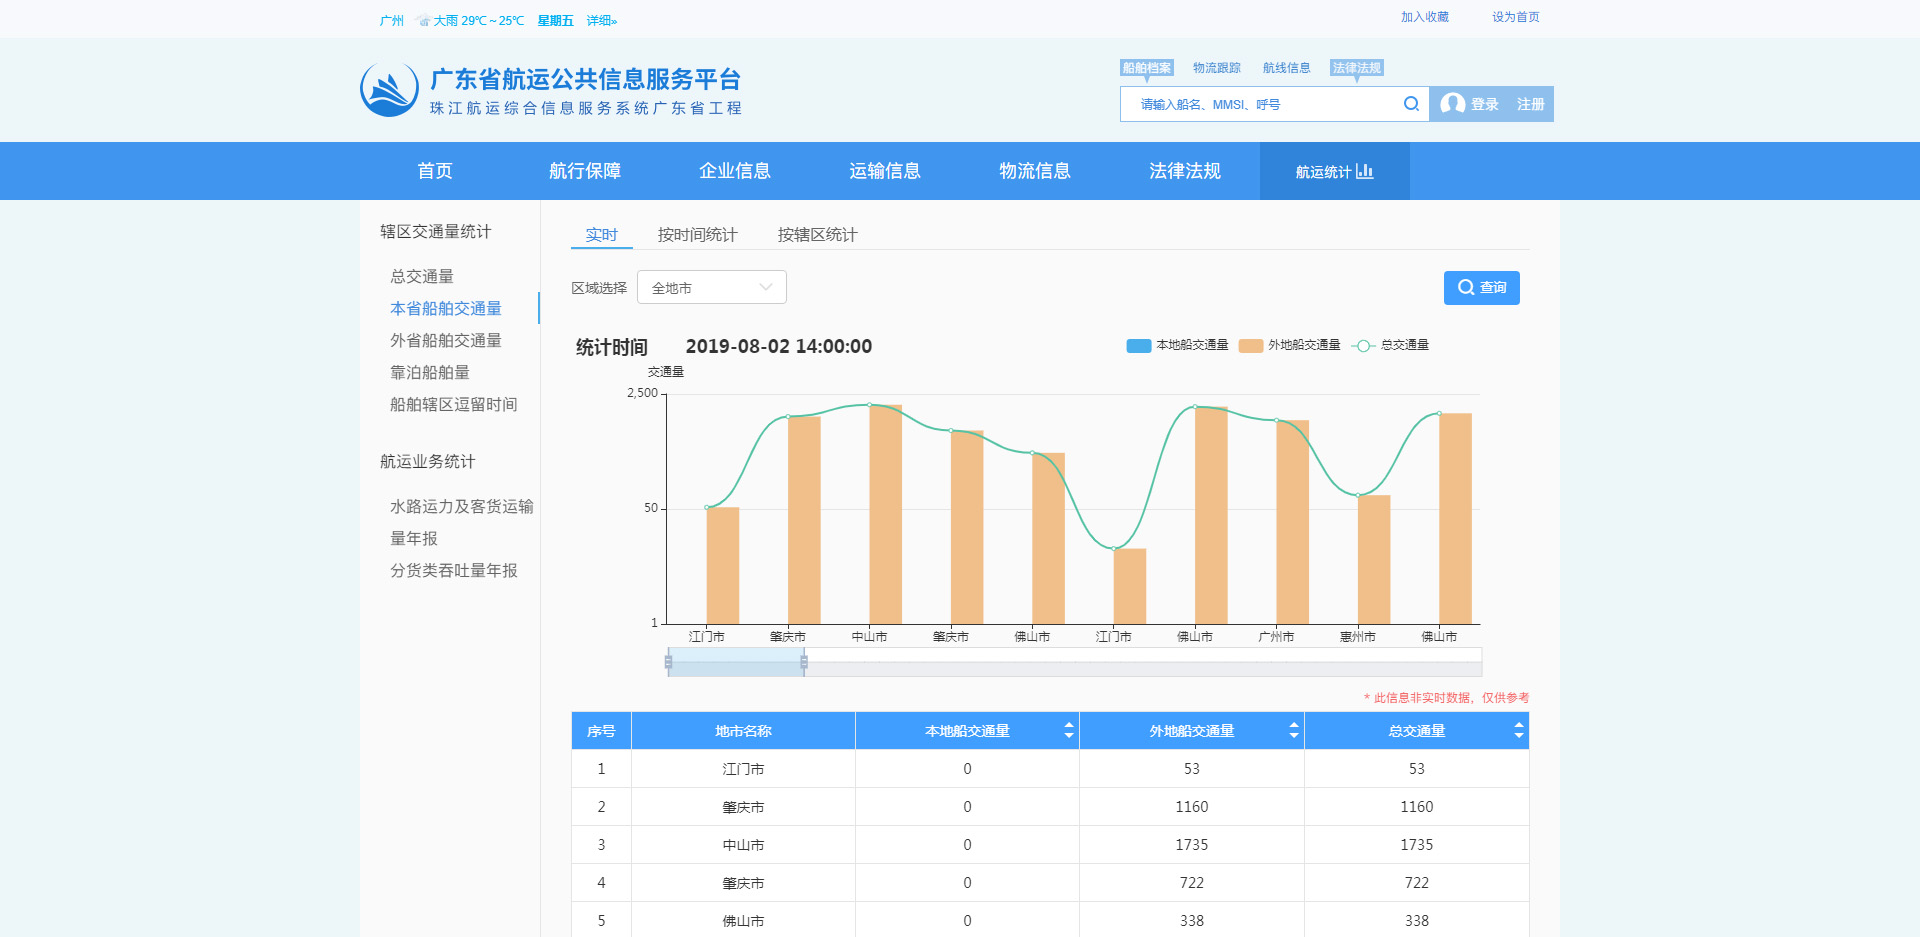 广州 大雨 29℃～25℃ 星期五 详细»
加入收藏 设为首页
广东省航运公共信息服务平台
珠江航运综合信息服务系统广东省工程
船舶档案 物流跟踪 航线信息 法律法规
请输入船名、MMSI、呼号
登录 注册
首页 航行保障 企业信息 运输信息 物流信息 法律法规 航运统计
辖区交通量统计
总交通量
本省船舶交通量
外省船舶交通量
靠泊船舶量
船舶辖区逗留时间
航运业务统计
水路运力及客货运输
量年报
分货类吞吐量年报
实时 按时间统计 按辖区统计
区域选择 全地市 查询
统计时间 2019-08-02 14:00:00
本地船交通量 外地船交通量 总交通量
交通量
2,500
50
1
江门市 肇庆市 中山市 肇庆市 佛山市 江门市 佛山市 广州市 惠州市 佛山市
* 此信息非实时数据，仅供参考
序号 地市名称 本地船交通量 外地船交通量 总交通量
1 江门市 0 53 53
2 肇庆市 0 1160 1160
3 中山市 0 1735 1735
4 肇庆市 0 722 722
5 佛山市 0 338 338